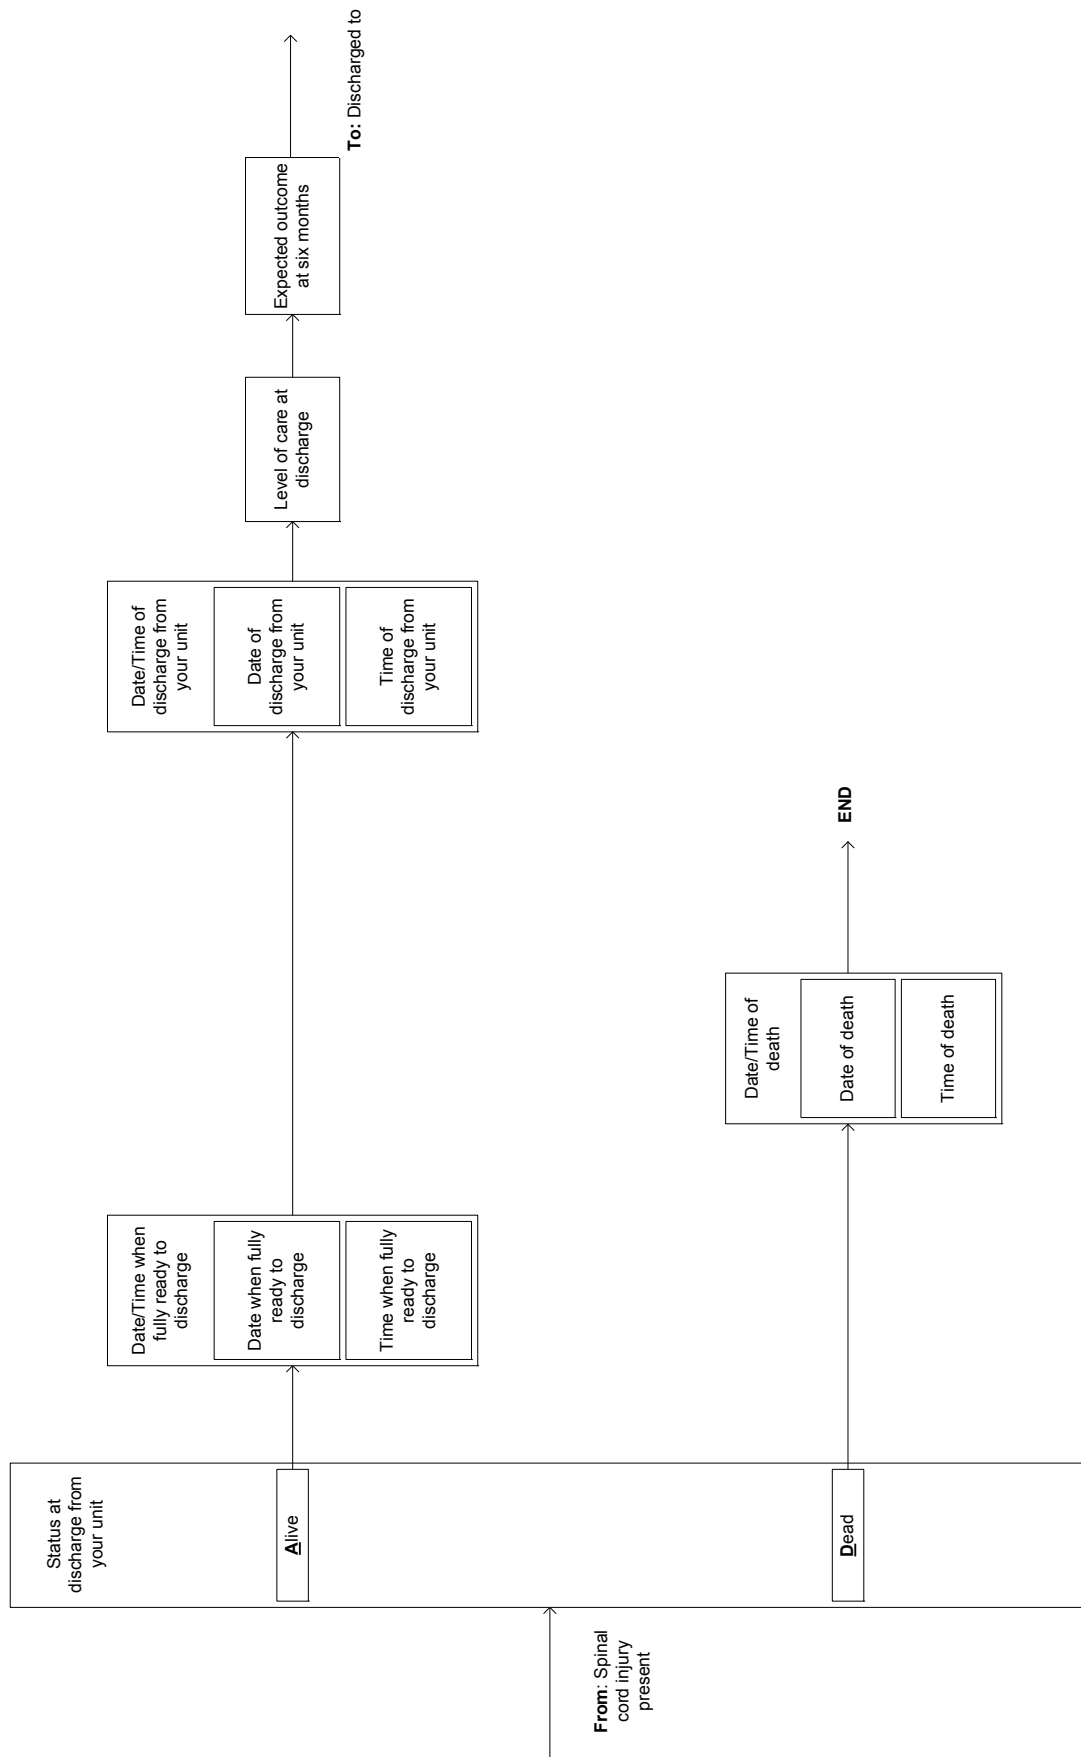 From: Spinal
cord injury
present
Status at
discharge from
your unit
Alive
Dead
Date/Time when
fully ready to
discharge
Date when fully
ready to
discharge
Time when fully
ready to
discharge
Date/Time of
discharge from
your unit
Date of
discharge from
your unit
Time of
discharge from
your unit
Level of care at
discharge
Expected outcome
at six months
To: Discharged to
Date/Time of
death
Date of death
Time of death
END